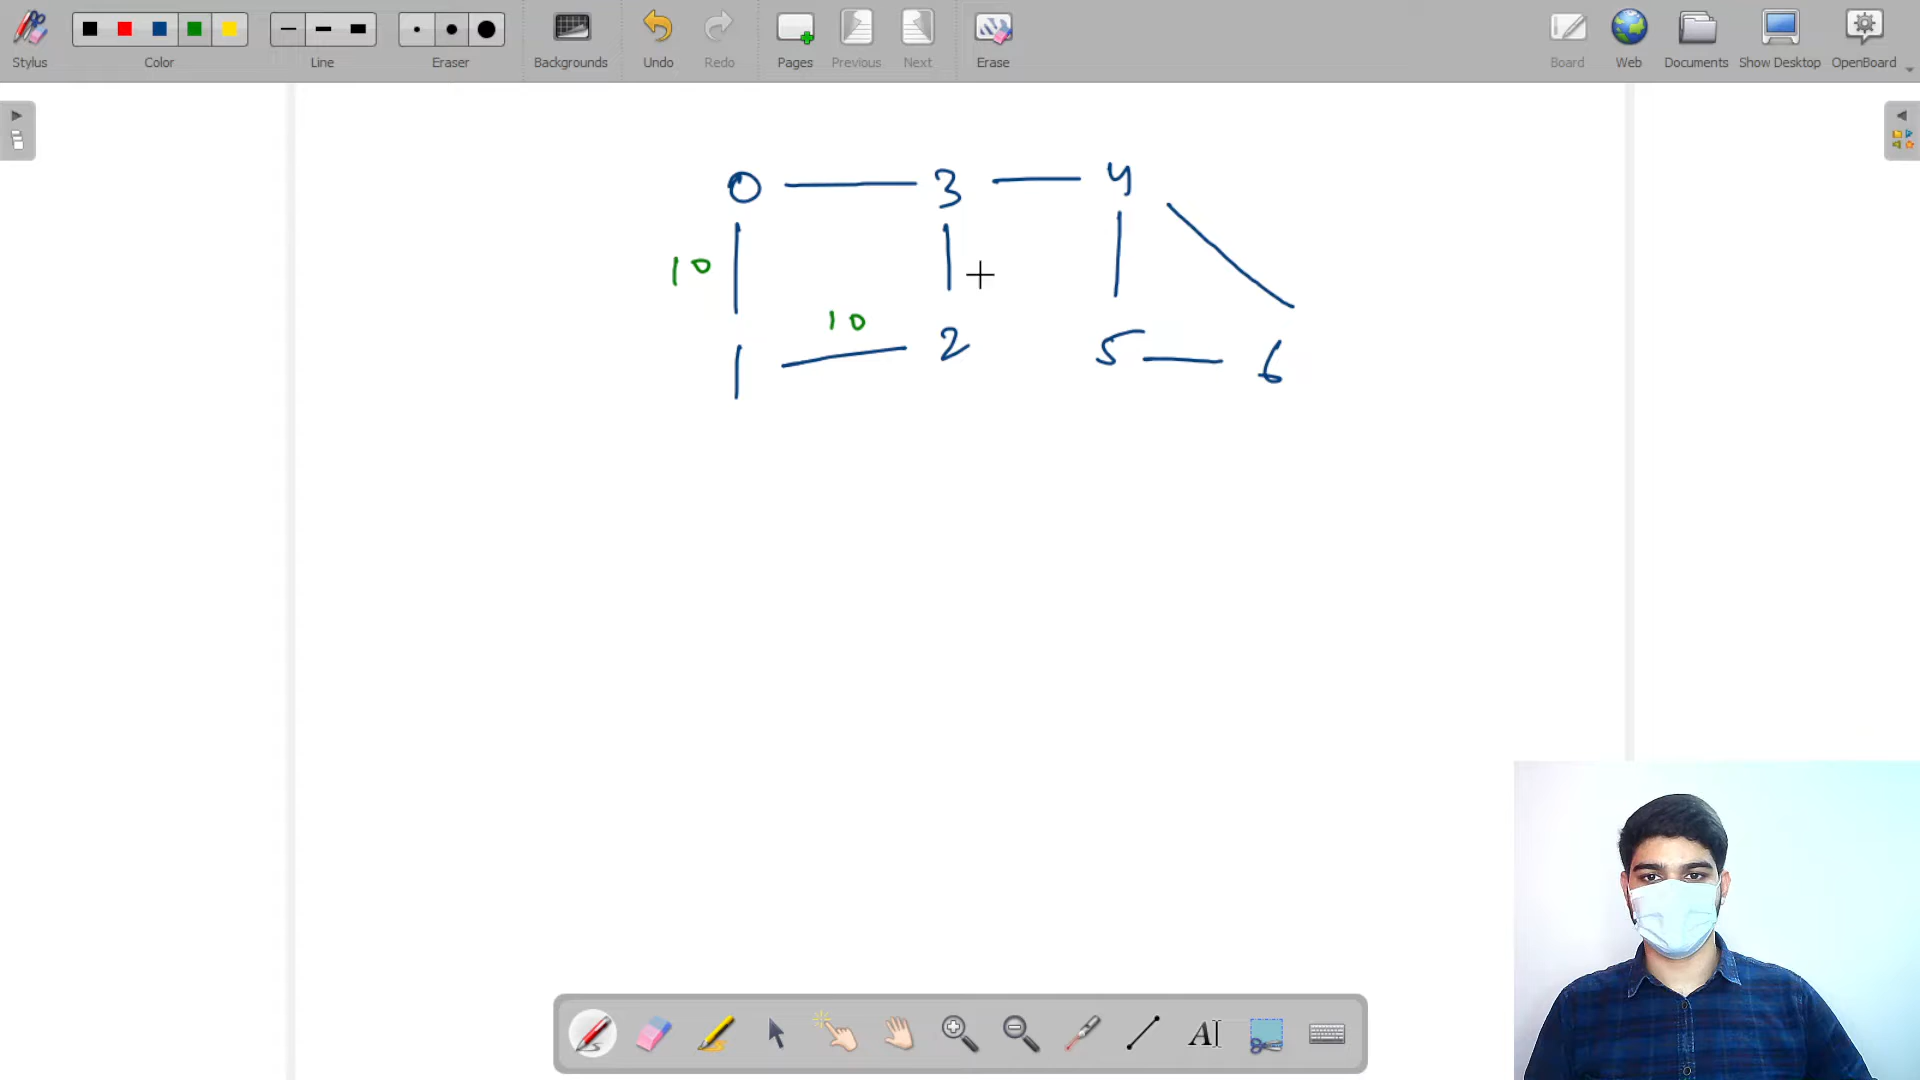 Stylus Color Line Eraser Backgrounds Undo Redo Pages Previous Next Erase Board Web Documents Show Desktop OpenBoard
0 3 4
10
10
1 2 5 6